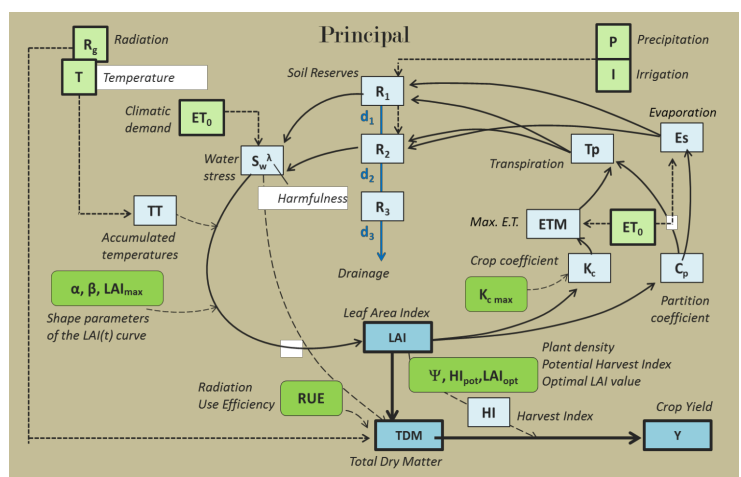 Principal
Rg
Radiation
T
Temperature
P
Precipitation
I
Irrigation
Soil Reserves
R1
d1
R2
d2
R3
d3
Drainage
Climatic
demand
ET0
Water
stress
Swλ
Harmfulness
Evaporation
Es
Tp
Transpiration
Max. E.T.
ETM
ET0
TT
Accumulated
temperatures
Crop coefficient
Kc
Kc max
Cp
Partition
coefficient
α, β, LAImax
Shape parameters
of the LAI(t) curve
Leaf Area Index
LAI
Ψ, HIpot,LAIopt
Plant density
Potential Harvest Index
Optimal LAI value
Radiation
Use Efficiency
RUE
HI
Harvest Index
Crop Yield
TDM
Y
Total Dry Matter